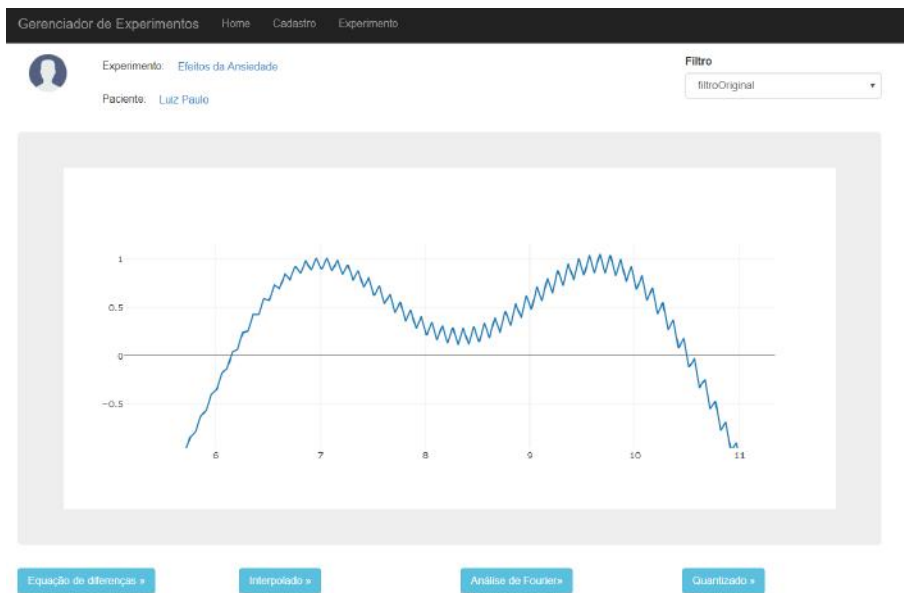 Gerenciador de Experimentos Home Cadastro Experimento
Experimento: Efeitos da Ansiedade
Paciente: Luiz Paulo
Filtro
filtroOriginal
1
0.5
0
−0.5
6 7 8 9 10 11
Equação de diferenças » Interpolado » Análise de Fourier» Quantizado »